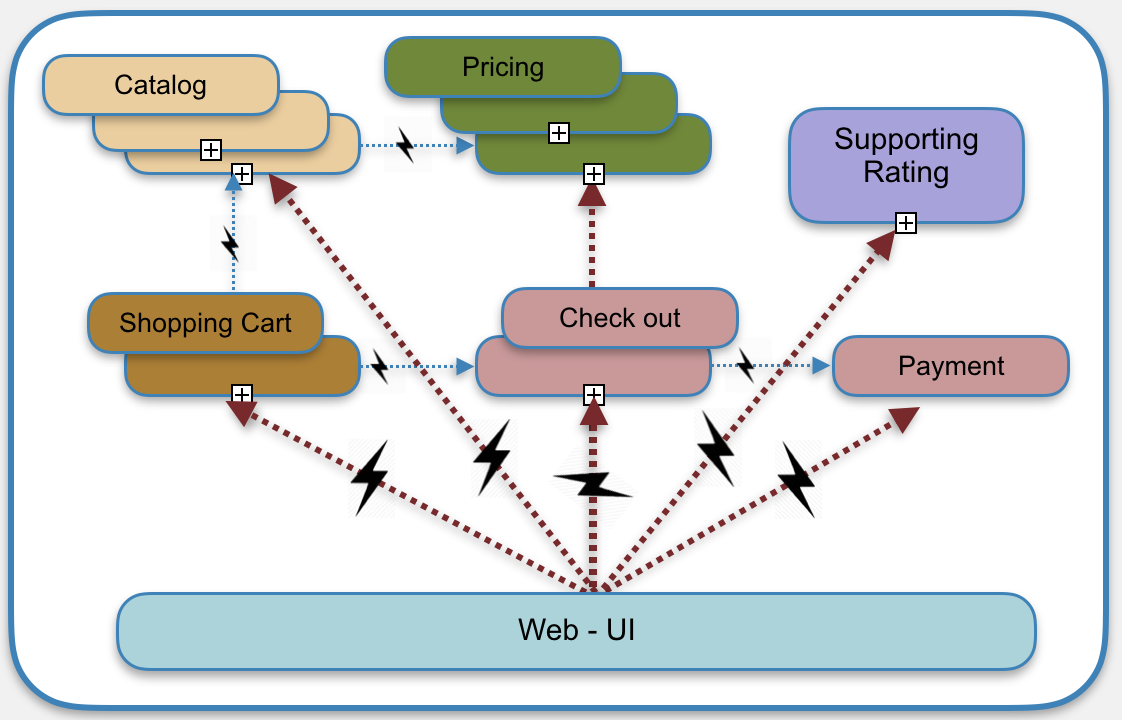 Catalog
Pricing
Supporting
Rating
Shopping Cart
Check out
Payment
Web - UI